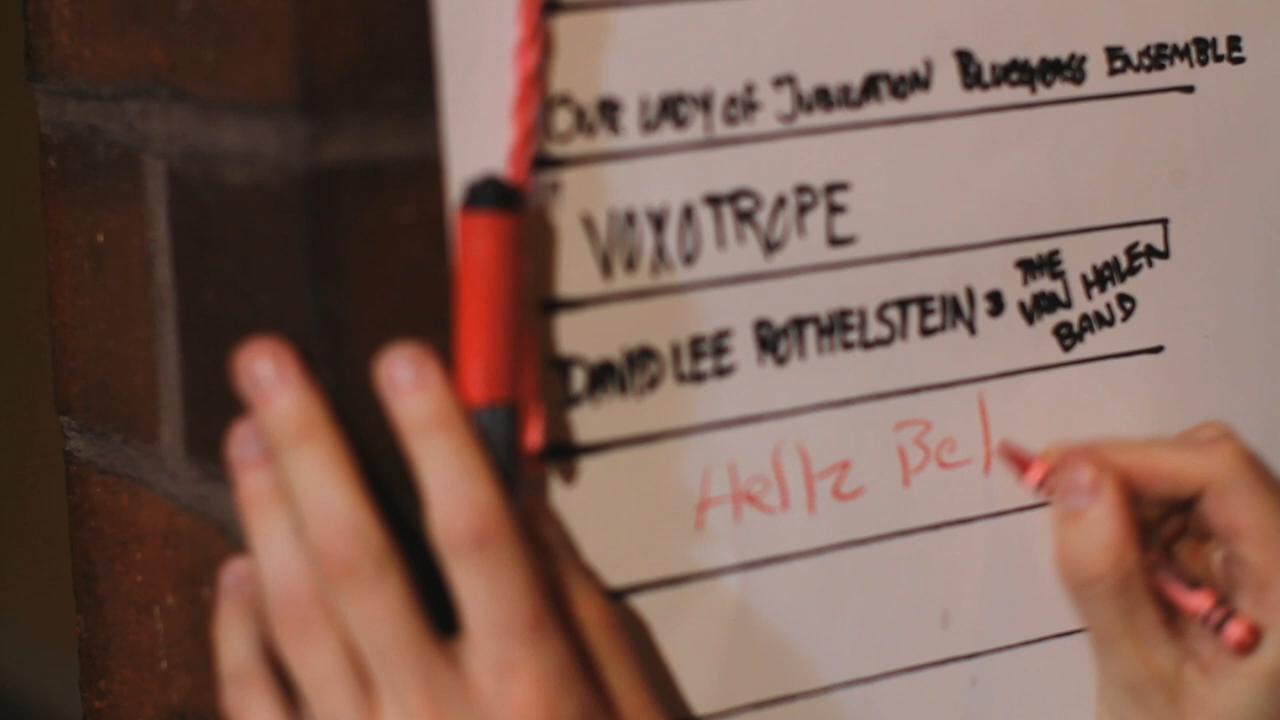 OUR LADY OF JUBILATION BLUEGRASS ENSEMBLE
VOXOTROPE
DAVID LEE ROTHELSTEIN & THE VAN HALEN BAND
Heltz Bel